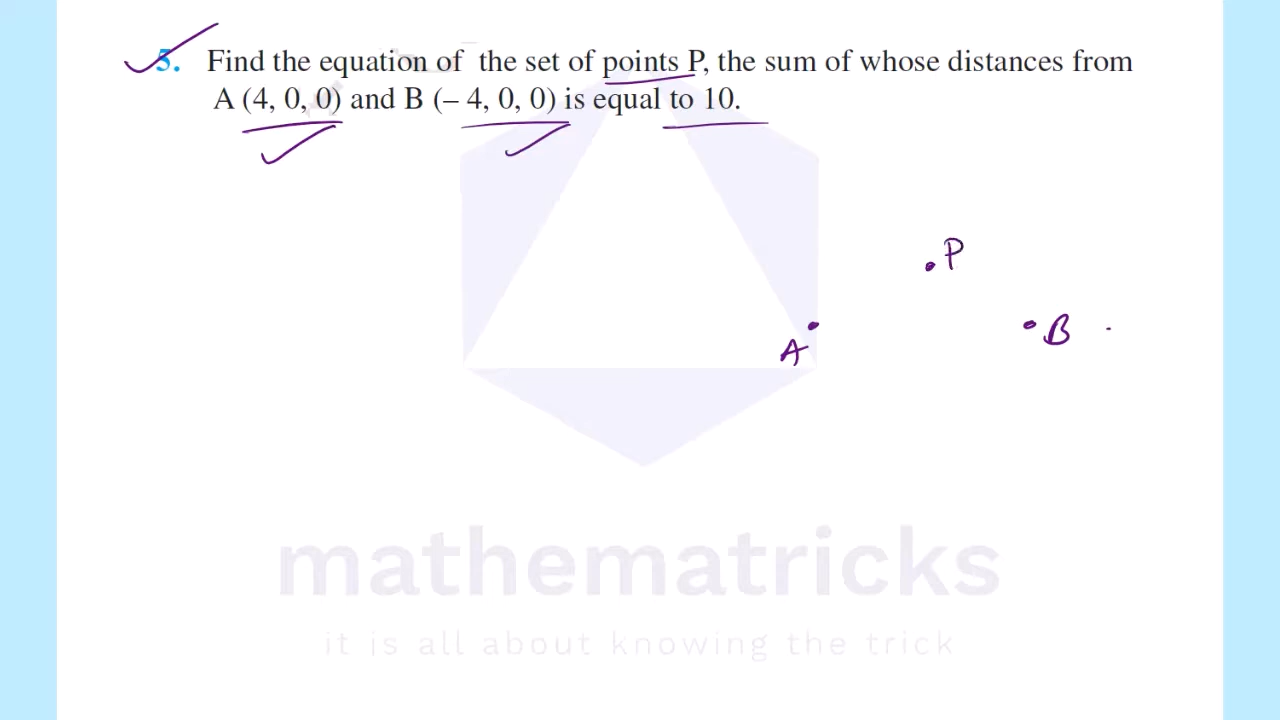 5. Find the equation of the set of points P, the sum of whose distances from
A (4, 0, 0) and B (– 4, 0, 0) is equal to 10.
P
A
B
mathematricks
it is all about knowing the trick